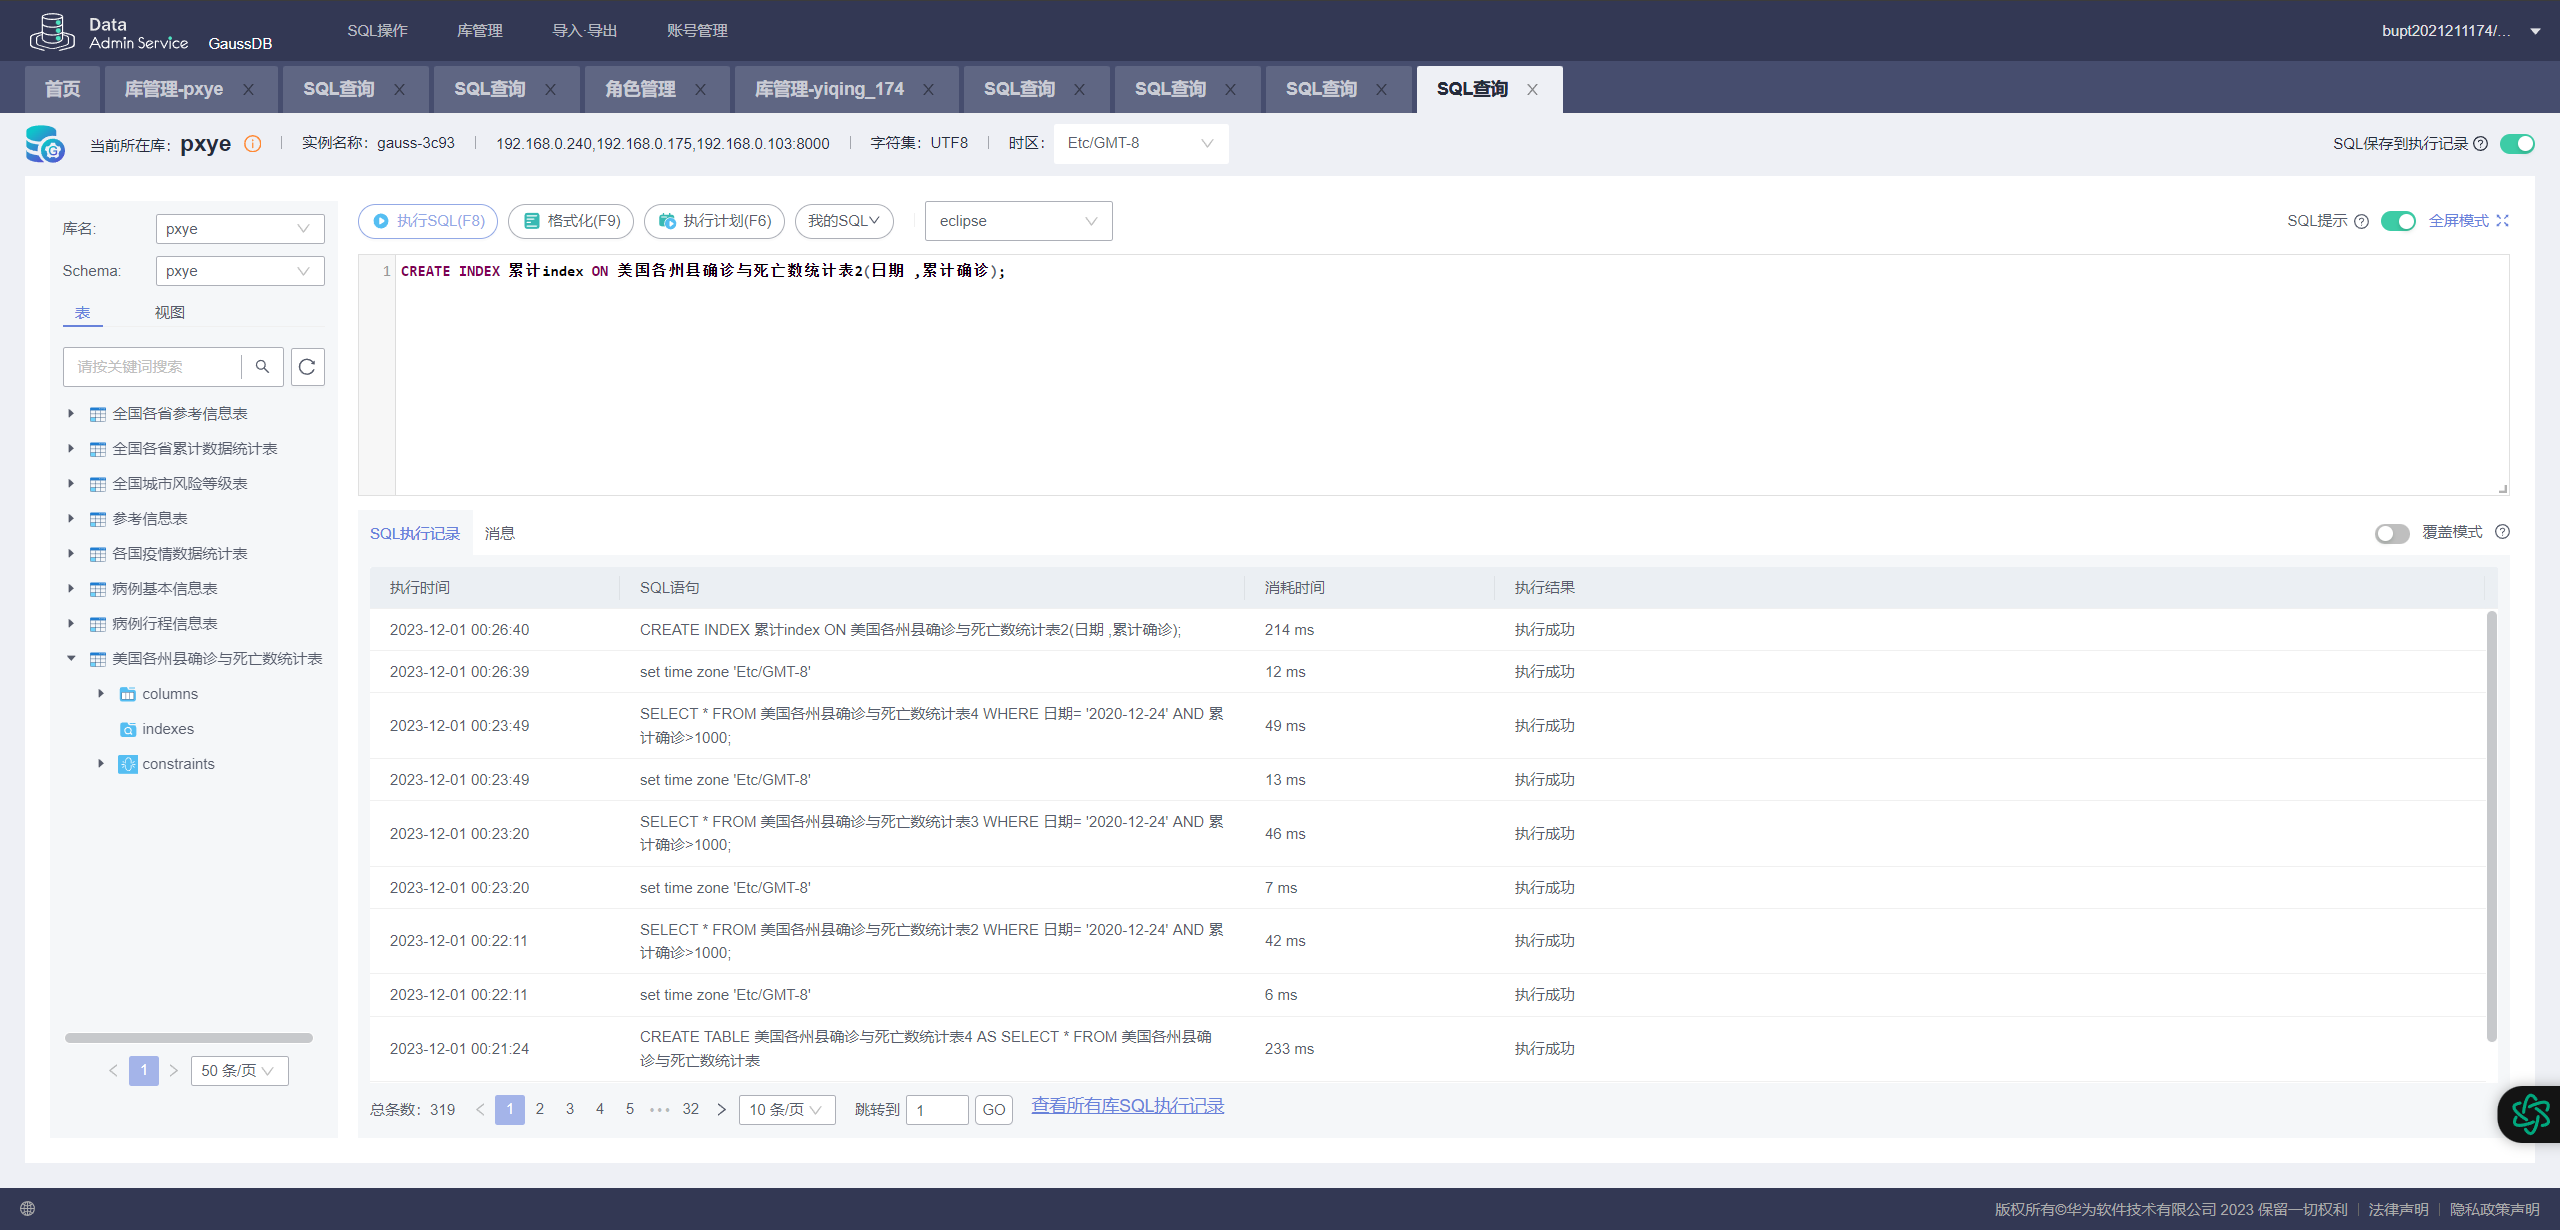 Data
Admin Service GaussDB
SQL操作 库管理 导入·导出 账号管理
bupt2021211174/...
首页 库管理-pxye SQL查询 SQL查询 角色管理 库管理-yiqing_174 SQL查询 SQL查询 SQL查询 SQL查询
当前所在库: pxye 实例名称: gauss-3c93 192.168.0.240,192.168.0.175,192.168.0.103:8000 字符集: UTF8 时区: Etc/GMT-8
SQL保存到执行记录
库名: pxye
Schema: pxye
表 视图
请按关键词搜索
全国各省参考信息表
全国各省累计数据统计表
全国城市风险等级表
参考信息表
各国疫情数据统计表
病例基本信息表
病例行程信息表
美国各州县确诊与死亡数统计表
columns
indexes
constraints
1 50 条/页
执行SQL(F8) 格式化(F9) 执行计划(F6) 我的SQL eclipse
SQL提示 全屏模式
1 CREATE INDEX 累计index ON 美国各州县确诊与死亡数统计表2(日期 ,累计确诊);
SQL执行记录 消息
覆盖模式
执行时间 SQL语句 消耗时间 执行结果
2023-12-01 00:26:40 CREATE INDEX 累计index ON 美国各州县确诊与死亡数统计表2(日期 ,累计确诊); 214 ms 执行成功
2023-12-01 00:26:39 set time zone 'Etc/GMT-8' 12 ms 执行成功
2023-12-01 00:23:49 SELECT * FROM 美国各州县确诊与死亡数统计表4 WHERE 日期= '2020-12-24' AND 累
计确诊>1000; 49 ms 执行成功
2023-12-01 00:23:49 set time zone 'Etc/GMT-8' 13 ms 执行成功
2023-12-01 00:23:20 SELECT * FROM 美国各州县确诊与死亡数统计表3 WHERE 日期= '2020-12-24' AND 累
计确诊>1000; 46 ms 执行成功
2023-12-01 00:23:20 set time zone 'Etc/GMT-8' 7 ms 执行成功
2023-12-01 00:22:11 SELECT * FROM 美国各州县确诊与死亡数统计表2 WHERE 日期= '2020-12-24' AND 累
计确诊>1000; 42 ms 执行成功
2023-12-01 00:22:11 set time zone 'Etc/GMT-8' 6 ms 执行成功
2023-12-01 00:21:24 CREATE TABLE 美国各州县确诊与死亡数统计表4 AS SELECT * FROM 美国各州县确
诊与死亡数统计表 233 ms 执行成功
总条数: 319 1 2 3 4 5 ••• 32 10 条/页 跳转到 1 GO 查看所有库SQL执行记录
版权所有©华为软件技术有限公司 2023 保留一切权利 法律声明 隐私政策声明